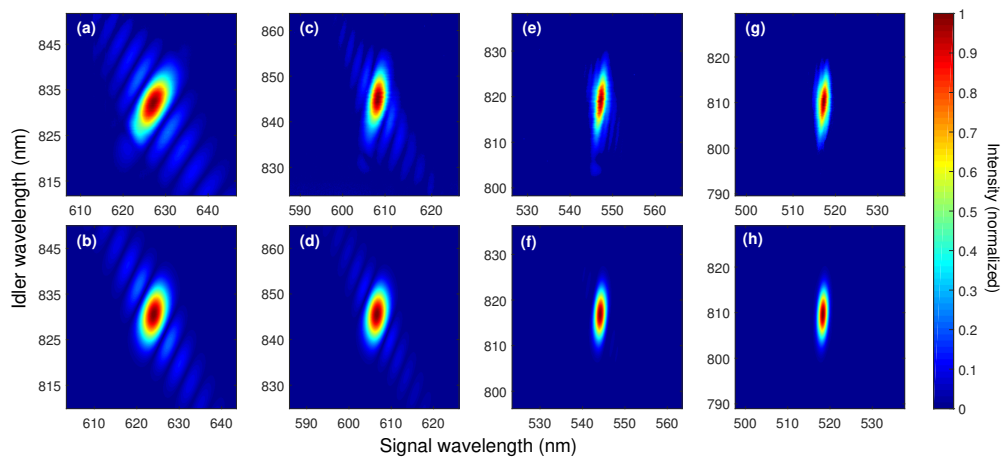 (a) (c) (e) (g)
845 835 825 815
860 850 840 830
830 820 810 800
820 810 800 790
610 620 630 640
590 600 610 620
530 540 550 560
500 510 520 530
(b) (d) (f) (h)
845 835 825 815
860 850 840 830
830 820 810 800
820 810 800 790
610 620 630 640
590 600 610 620
530 540 550 560
500 510 520 530
Idler wavelength (nm)
Signal wavelength (nm)
1
0.9
0.8
0.7
0.6
0.5
0.4
0.3
0.2
0.1
0
Intensity (normalized)